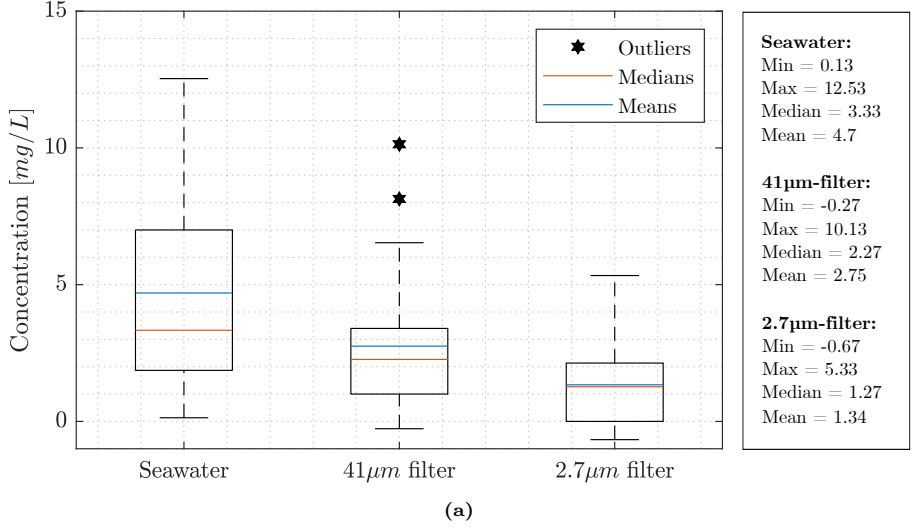 15
10
5
0
Concentration [mg/L]
Outliers
Medians
Means
Seawater
41µm filter
2.7µm filter
Seawater:
Min = 0.13
Max = 12.53
Median = 3.33
Mean = 4.7
41µm-filter:
Min = -0.27
Max = 10.13
Median = 2.27
Mean = 2.75
2.7µm-filter:
Min = -0.67
Max = 5.33
Median = 1.27
Mean = 1.34
(a)